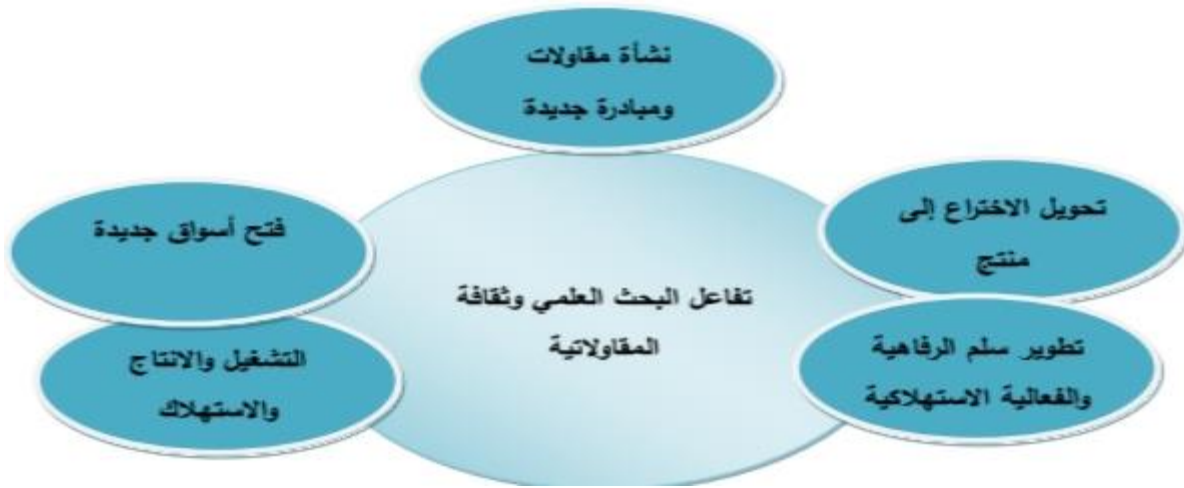 نشأة مقاولات
ومبادرة جديدة
تحويل الاختراع إلى
منتج
فتح أسواق جديدة
تفاعل البحث العلمي وثقافة
المقاولاتية
تطوير سلم الرفاهية
والفعالية الاستهلاكية
التشغيل والانتاج
والاستهلاك